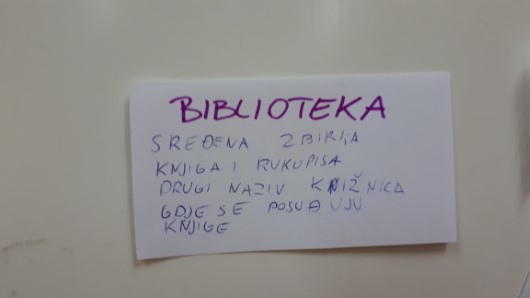 BIBLIOTEKA
SREĐENA ZBIRKA
KNJIGA I RUKOPISA
DRUGI NAZIV KNJIŽNICA
GDJE SE POSUĐUJU
KNJIGE